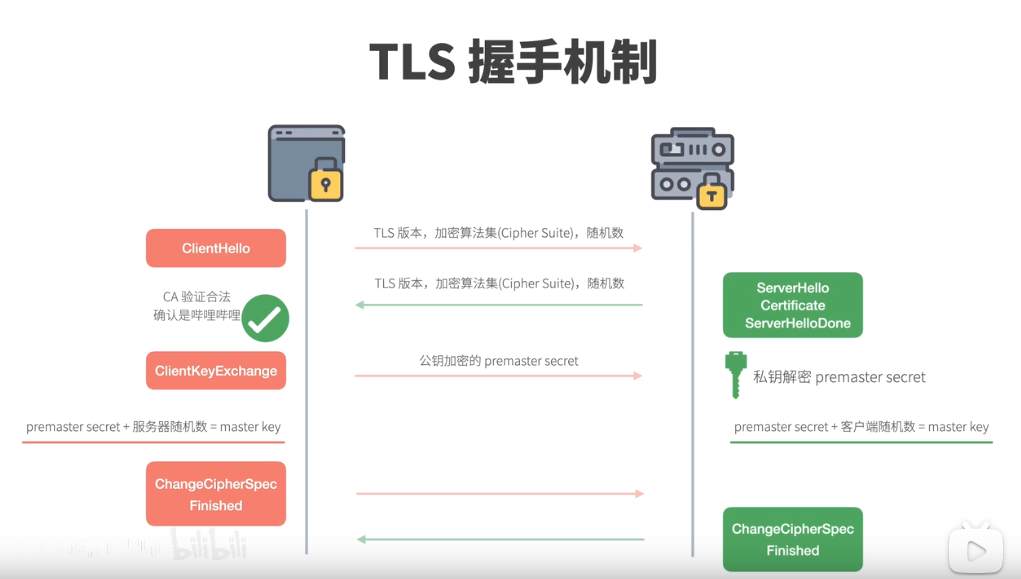 TLS 握手机制
TLS 版本，加密算法集(Cipher Suite)，随机数
ClientHello
TLS 版本，加密算法集(Cipher Suite)，随机数
ServerHello
Certificate
ServerHelloDone
CA 验证合法
确认是哔哩哔哩
ClientKeyExchange
公钥加密的 premaster secret
私钥解密 premaster secret
premaster secret + 服务器随机数 = master key
premaster secret + 客户端随机数 = master key
ChangeCipherSpec
Finished
ChangeCipherSpec
Finished
bilibili